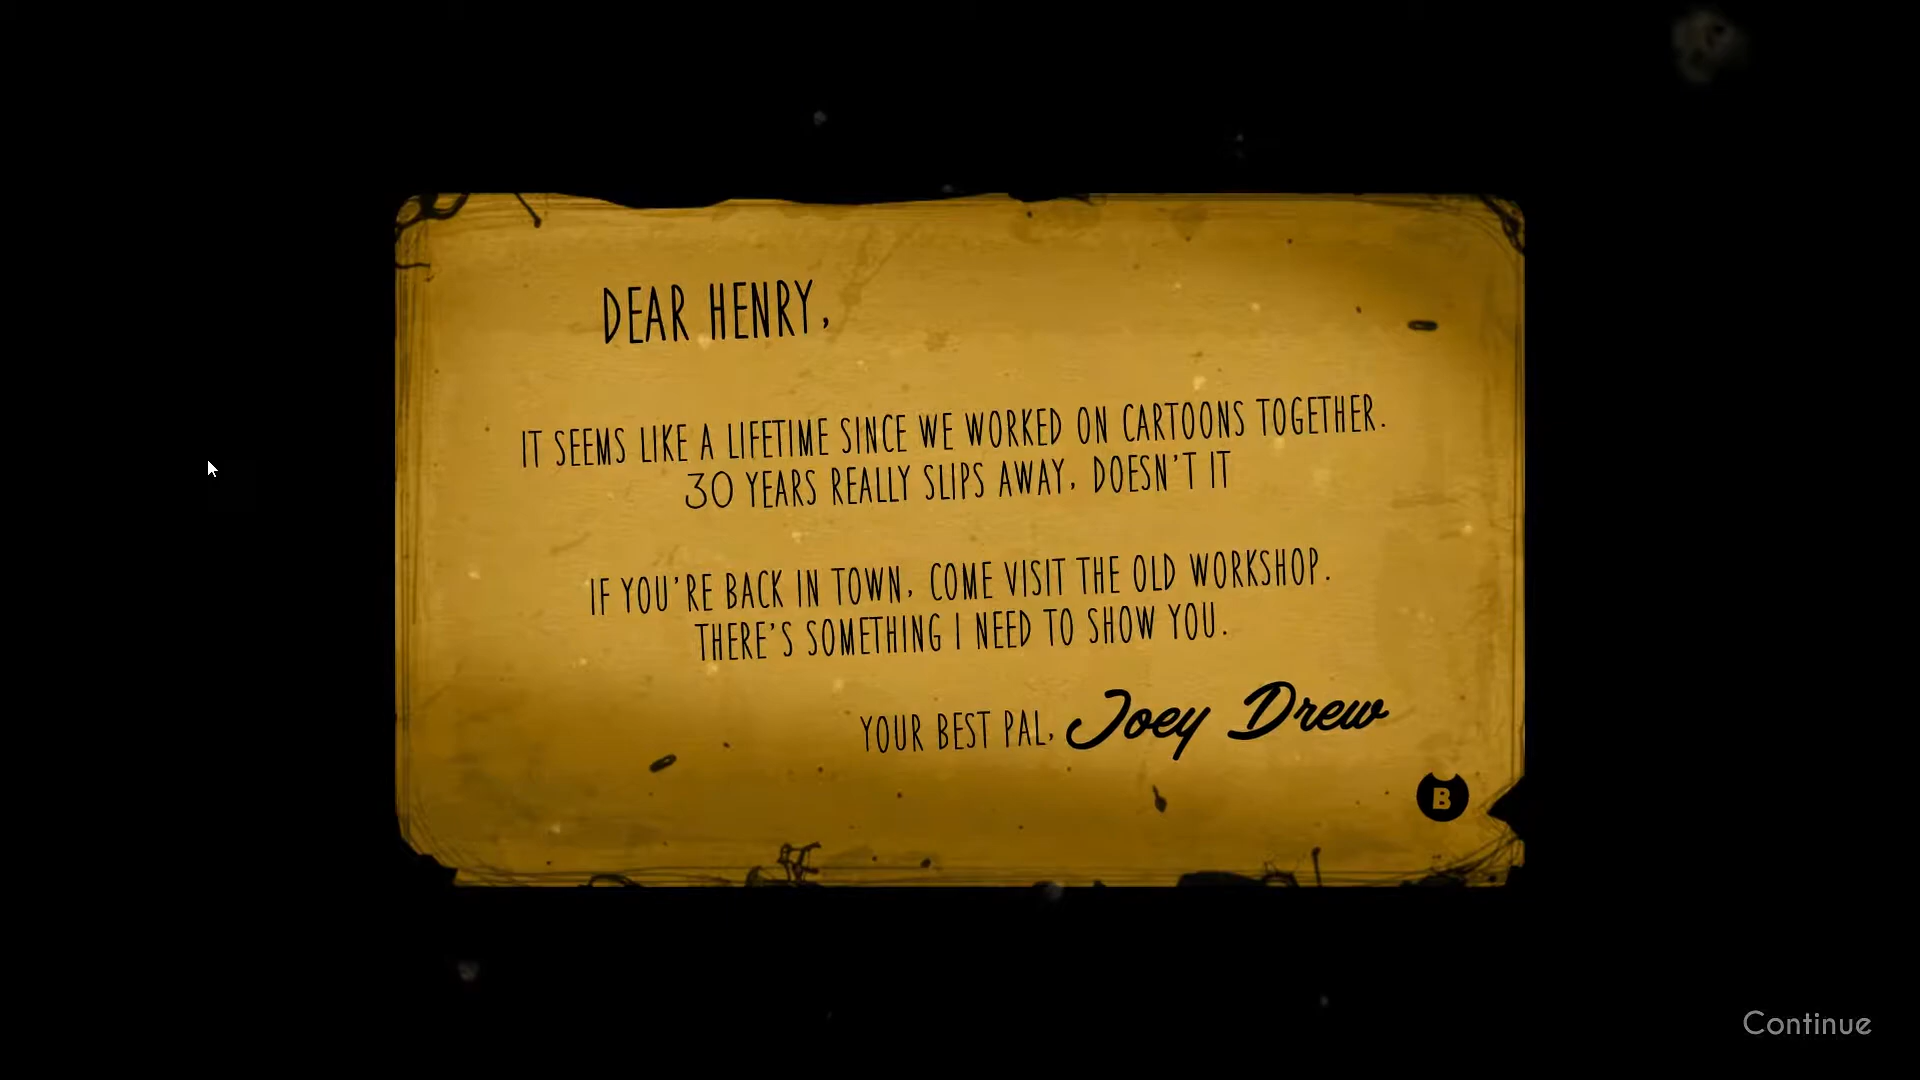 DEAR HENRY,
IT SEEMS LIKE A LIFETIME SINCE WE WORKED ON CARTOONS TOGETHER.
30 YEARS REALLY SLIPS AWAY, DOESN'T IT
IF YOU'RE BACK IN TOWN, COME VISIT THE OLD WORKSHOP.
THERE'S SOMETHING I NEED TO SHOW YOU.
YOUR BEST PAL, Joey Drew
B
Continue